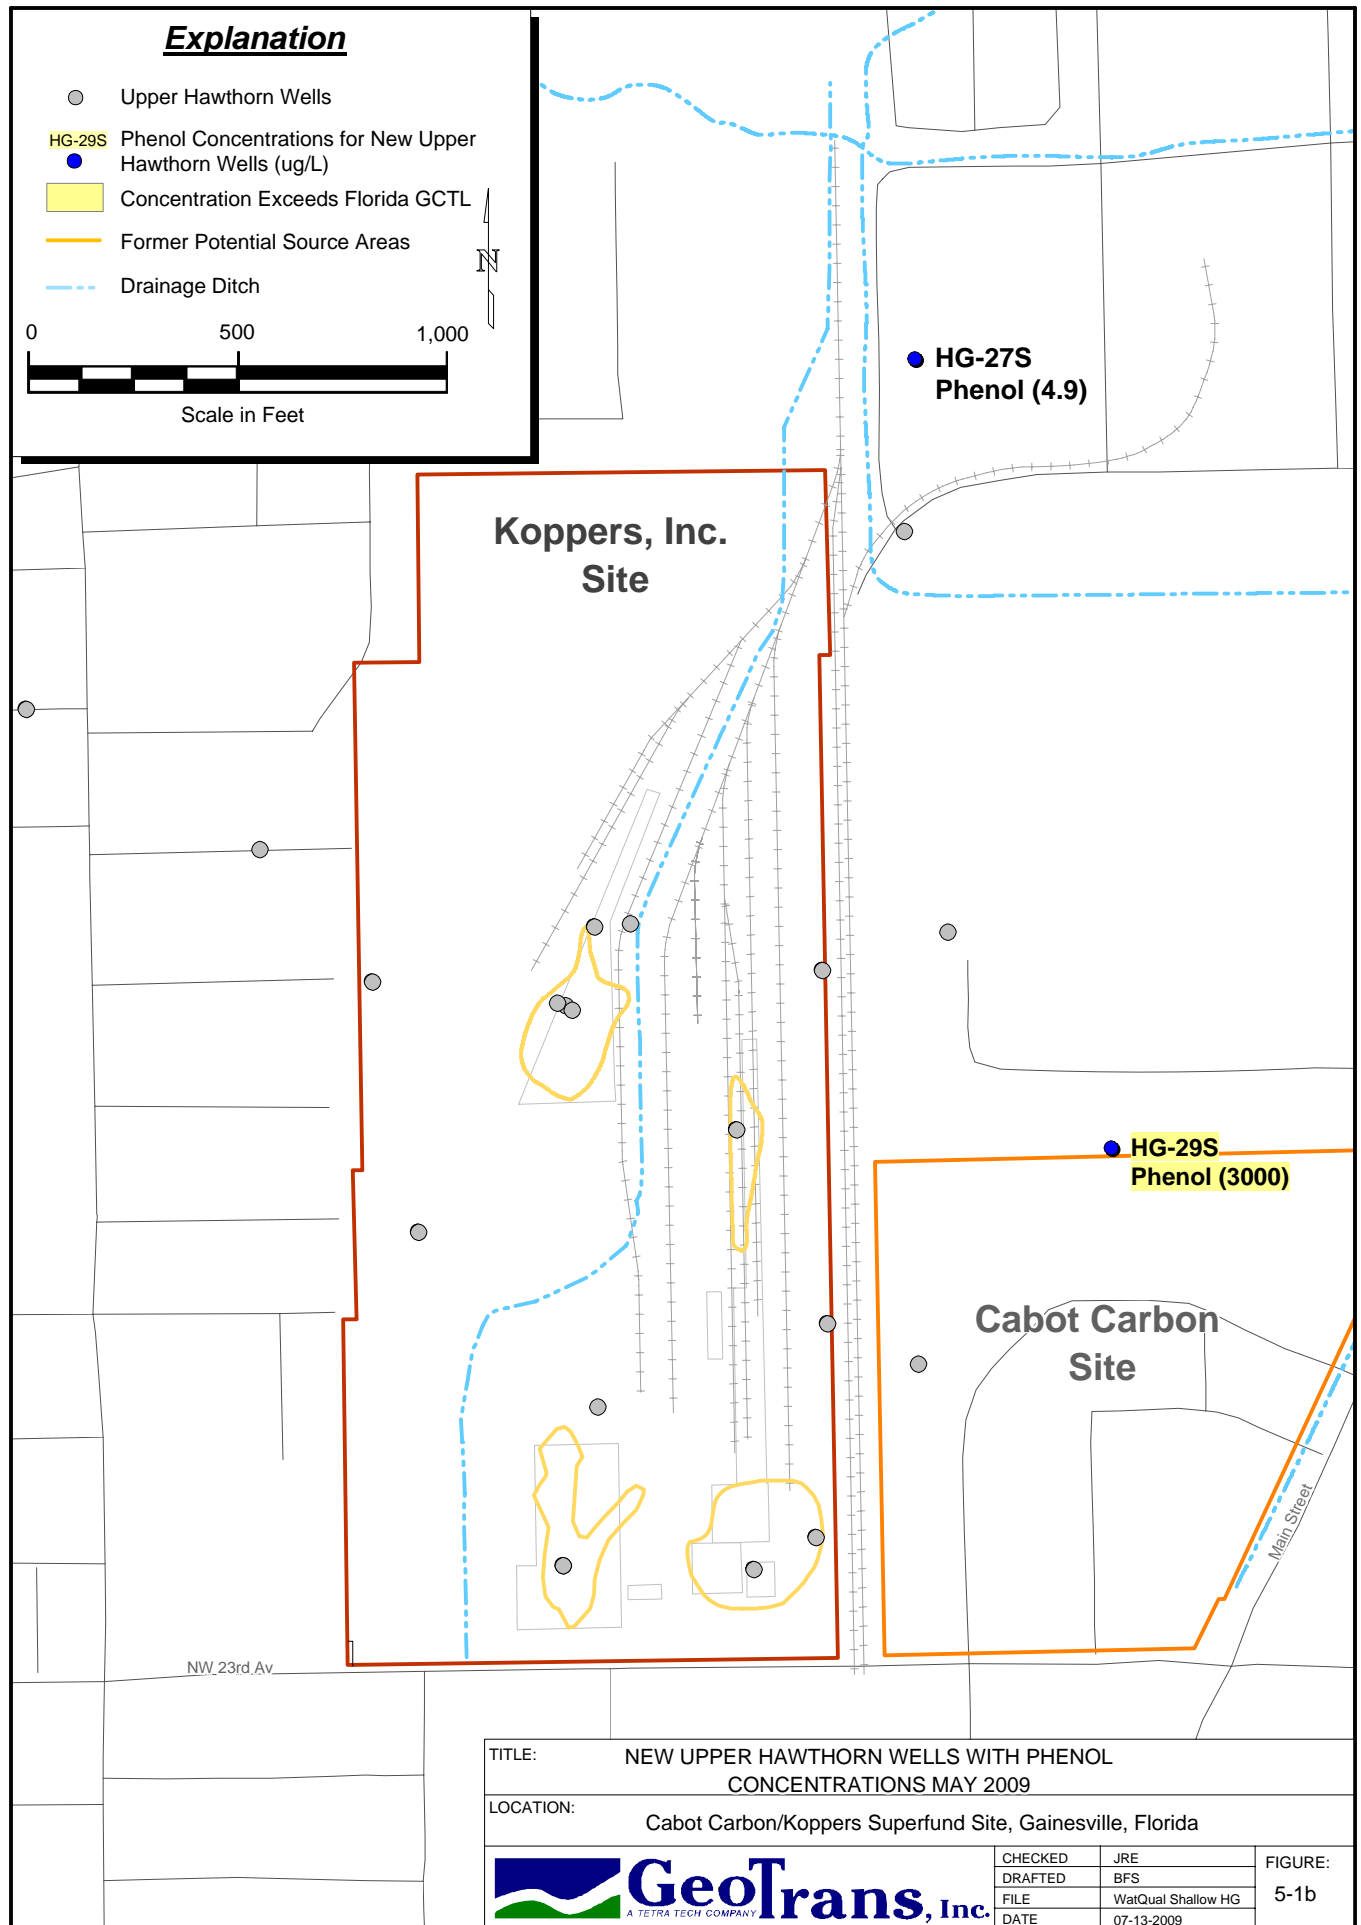 Explanation
Upper Hawthorn Wells
HG-29S
Phenol Concentrations for New Upper
Hawthorn Wells (ug/L)
Concentration Exceeds Florida GCTL
Former Potential Source Areas
Drainage Ditch
N
0 500 1,000
Scale in Feet
HG-27S
Phenol (4.9)
Koppers, Inc.
Site
HG-29S
Phenol (3000)
Cabot Carbon
Site
Main Street
NW 23rd Av
TITLE: NEW UPPER HAWTHORN WELLS WITH PHENOL
CONCENTRATIONS MAY 2009
LOCATION: Cabot Carbon/Koppers Superfund Site, Gainesville, Florida
GeoTrans, Inc.
A TETRA TECH COMPANY
CHECKED JRE
DRAFTED BFS
FILE WatQual Shallow HG
DATE 07-13-2009
FIGURE:
5-1b